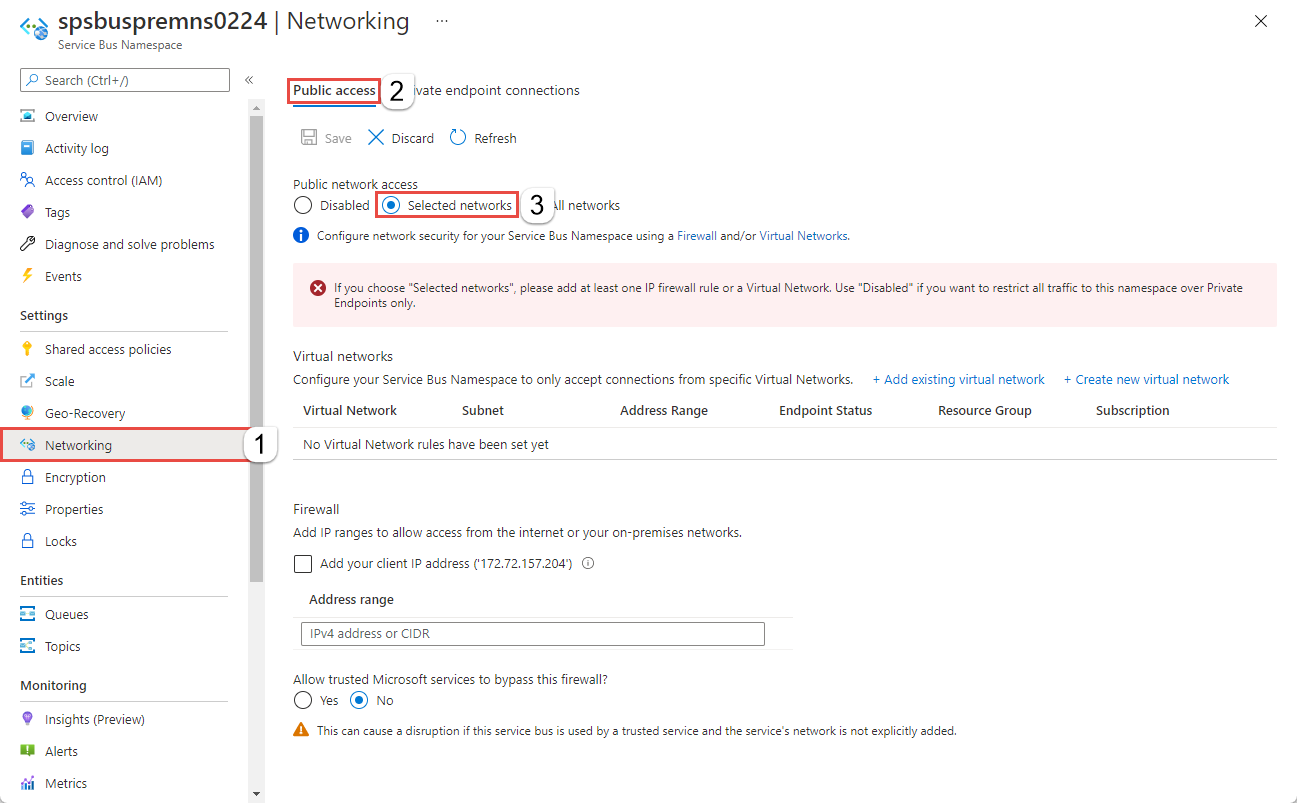 spsbuspremns0224 | Networking ...
Service Bus Namespace
Search (Ctrl+/)
«
Overview
Activity log
Access control (IAM)
Tags
Diagnose and solve problems
Events
Settings
Shared access policies
Scale
Geo-Recovery
Networking
1
Encryption
Properties
Locks
Entities
Queues
Topics
Monitoring
Insights (Preview)
Alerts
Metrics
Public access 2 vate endpoint connections
Save Discard Refresh
Public network access
Disabled Selected networks 3 ll networks
Configure network security for your Service Bus Namespace using a Firewall and/or Virtual Networks.
If you choose "Selected networks", please add at least one IP firewall rule or a Virtual Network. Use "Disabled" if you want to restrict all traffic to this namespace over Private
Endpoints only.
Virtual networks
Configure your Service Bus Namespace to only accept connections from specific Virtual Networks. + Add existing virtual network + Create new virtual network
Virtual Network Subnet Address Range Endpoint Status Resource Group Subscription
No Virtual Network rules have been set yet
Firewall
Add IP ranges to allow access from the internet or your on-premises networks.
Add your client IP address ('172.72.157.204')
Address range
IPv4 address or CIDR
Allow trusted Microsoft services to bypass this firewall?
Yes No
This can cause a disruption if this service bus is used by a trusted service and the service's network is not explicitly added.